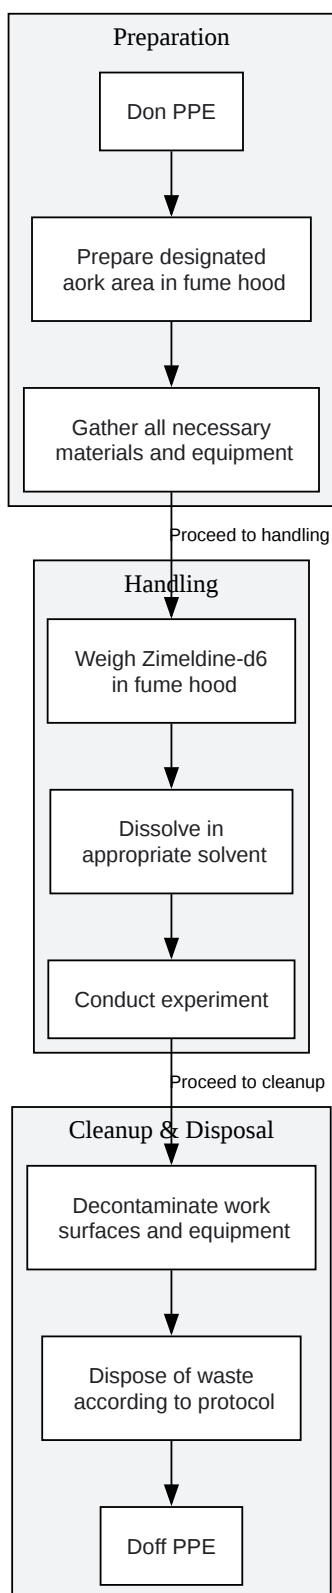 Preparation
Don PPE
Prepare designated
aork area in fume hood
Gather all necessary
materials and equipment
Proceed to handling
Handling
Weigh Zimeldine-d6
in fume hood
Dissolve in
appropriate solvent
Conduct experiment
Proceed to cleanup
Cleanup & Disposal
Decontaminate work
surfaces and equipment
Dispose of waste
according to protocol
Doff PPE